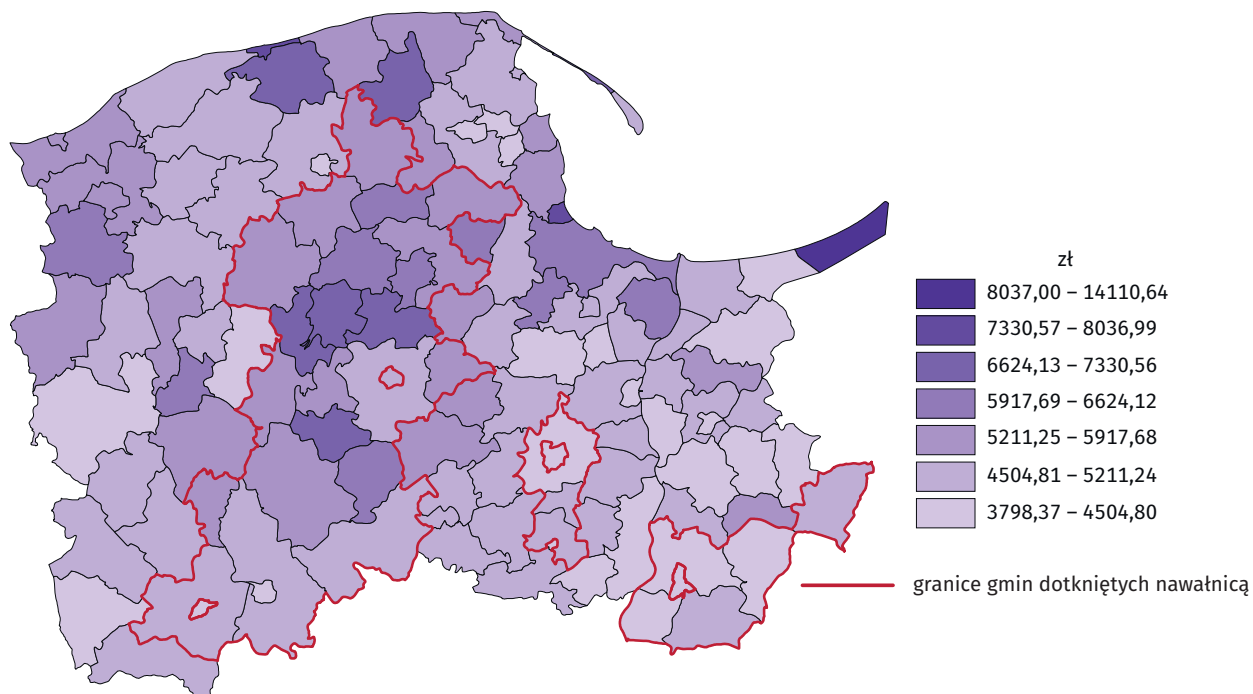 zł
8037,00 – 14110,64
7330,57 – 8036,99
6624,13 – 7330,56
5917,69 – 6624,12
5211,25 – 5917,68
4504,81 – 5211,24
3798,37 – 4504,80
granice gmin dotkniętych nawałnicą